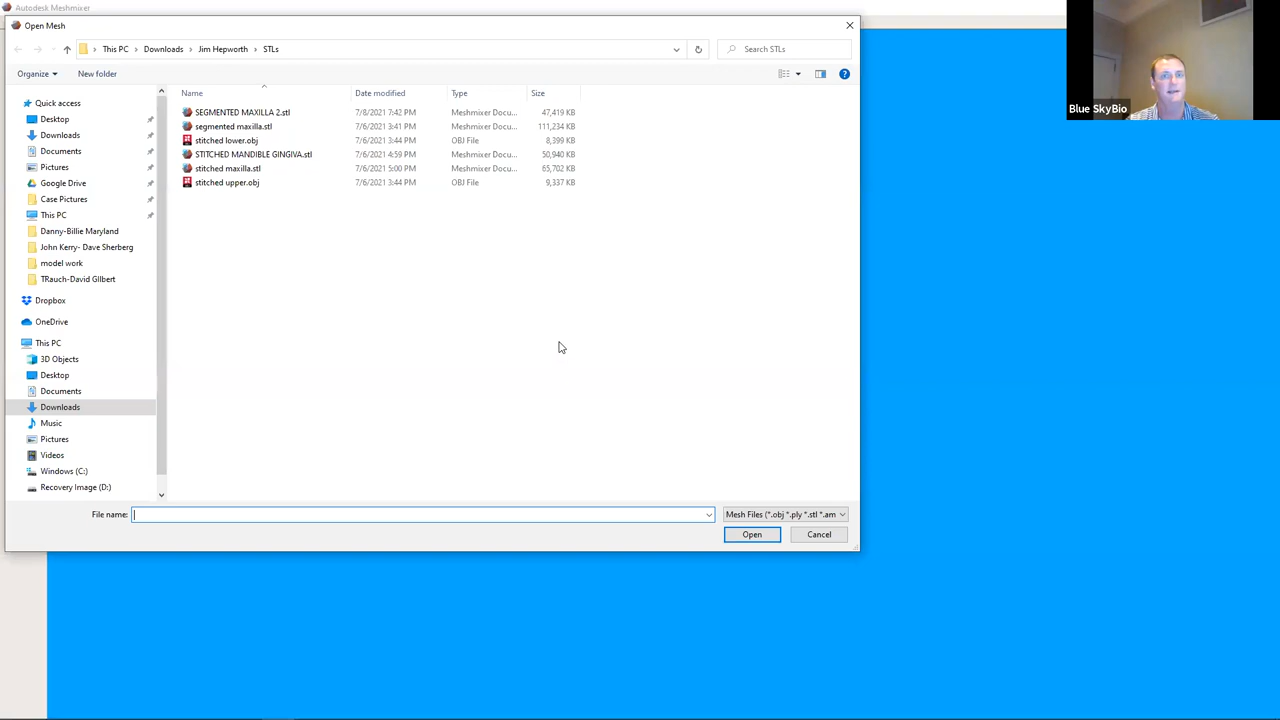 Autodesk Meshmixer
Open Mesh
This PC > Downloads > Jim Hepworth > STLs
Search STLs
Organize
New folder
Name Date modified Type Size
SEGMENTED MAXILLA 2.stl 7/8/2021 7:42 PM Meshmixer Docu... 47,419 KB
segmented maxilla.stl 7/6/2021 3:41 PM Meshmixer Docu... 111,234 KB
stitched lower.obj 7/6/2021 3:44 PM OBJ File 8,399 KB
STITCHED MANDIBLE GINGIVA.stl 7/6/2021 4:59 PM Meshmixer Docu... 50,940 KB
stitched maxilla.stl 7/6/2021 5:00 PM Meshmixer Docu... 65,702 KB
stitched upper.obj 7/6/2021 3:44 PM OBJ File 9,337 KB
Quick access
Desktop
Downloads
Documents
Pictures
Google Drive
Case Pictures
This PC
Danny-Billie Maryland
John Kerry- Dave Sherberg
model work
TRauch-David GIlbert
Dropbox
OneDrive
This PC
3D Objects
Desktop
Documents
Downloads
Music
Pictures
Videos
Windows (C:)
Recovery Image (D:)
File name:
Mesh Files (*.obj *.ply *.stl *.am
Open
Cancel
Blue SkyBio